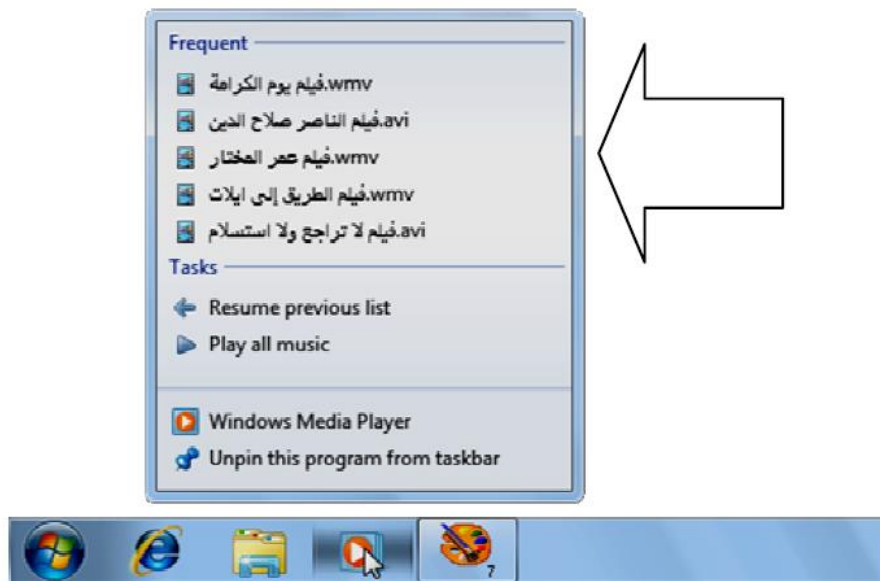 Frequent
فيلم يوم الكرامة.wmv
فيلم الناصر صلاح الدين.avi
فيلم عمر المختار.wmv
فيلم الطريق إلى ايلات.wmv
فيلم لا تراجع ولا استسلام.avi
Tasks
Resume previous list
Play all music
Windows Media Player
Unpin this program from taskbar
7